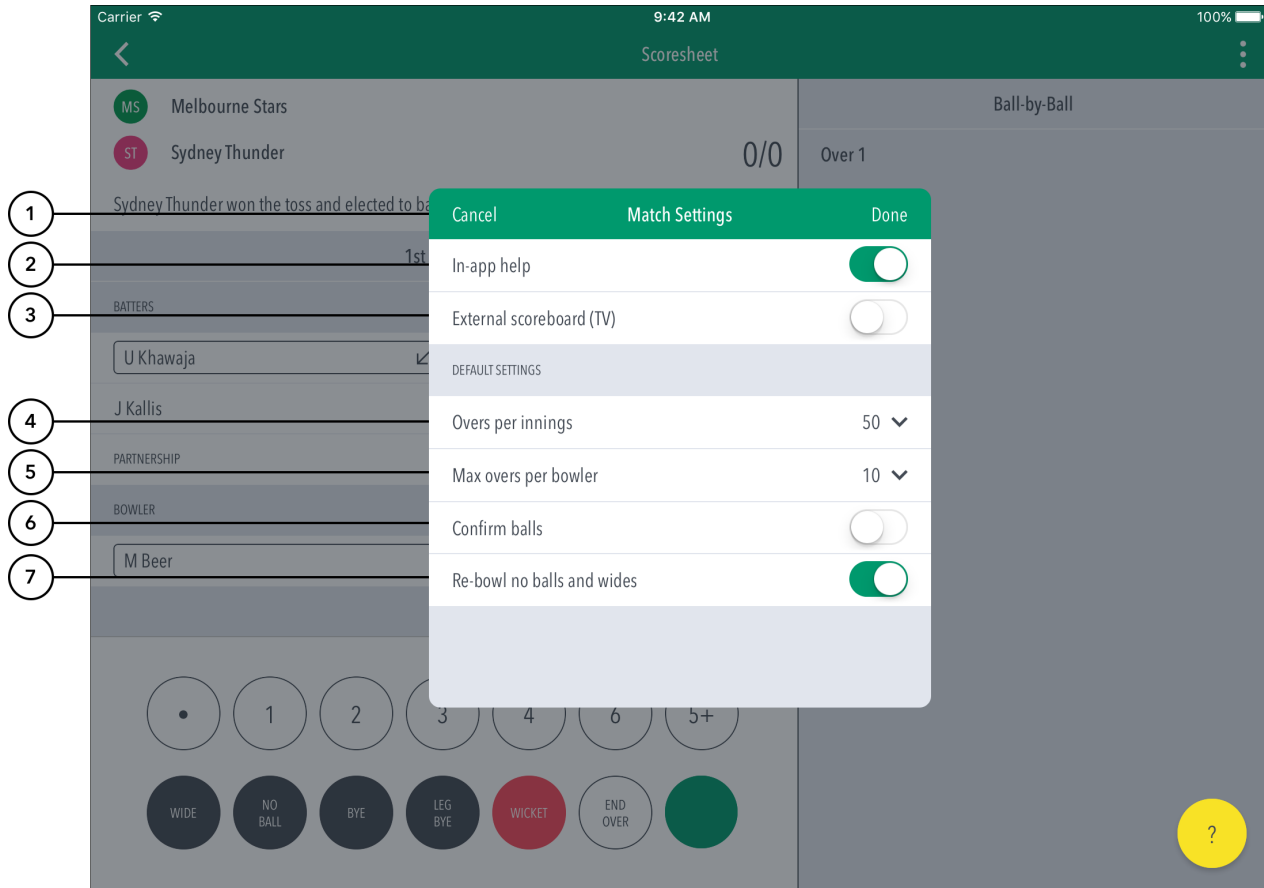 Carrier 9:42 AM 100%
Scoresheet
MS Melbourne Stars
Ball-by-Ball
ST Sydney Thunder 0/0
Over 1
Sydney Thunder won the toss and elected to ba
1 Cancel Match Settings Done
2 1st In-app help
3 BATTERS External scoreboard (TV)
U Khawaja
DEFAULT SETTINGS
J Kallis
4 Overs per innings 50
PARTNERSHIP
5 Max overs per bowler 10
BOWLER
6 Confirm balls
M Beer
7 Re-bowl no balls and wides
• 1 2 3 4 6 5+
WIDE
NO
BALL
BYE
LEG
BYE
WICKET
END
OVER
?